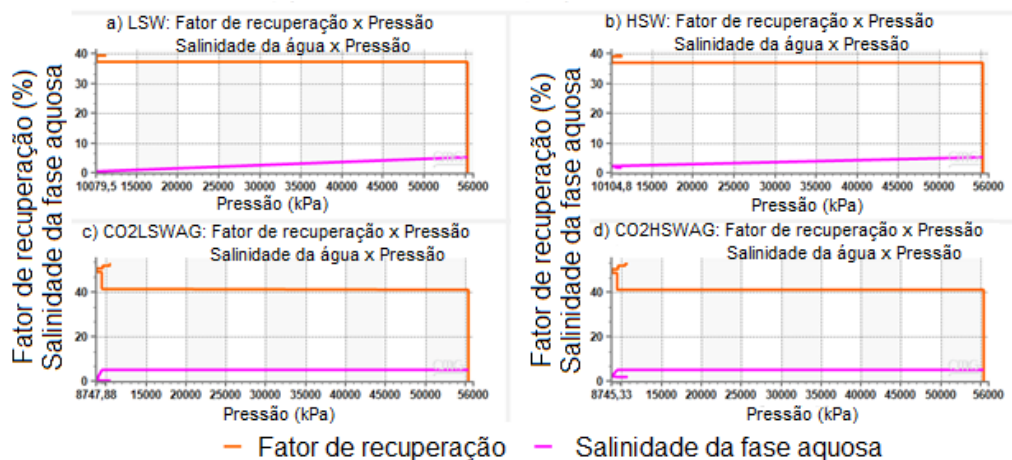 a) LSW: Fator de recuperação x Pressão
Salinidade da água x Pressão
40
30
20
10
0
10079,5 15000 20000 25000 30000 35000 40000 45000 50000 56000
Pressão (kPa)
b) HSW: Fator de recuperação x Pressão
Salinidade da água x Pressão
40
30
20
10
0
10104,8 15000 20000 25000 30000 35000 40000 45000 50000 56000
Pressão (kPa)
Fator de recuperação (%)
Salinidade da fase aquosa
Fator de recuperação (%)
Salinidade da fase aquosa
c) CO2LSWAG: Fator de recuperação x Pressão
Salinidade da água x Pressão
40
20
0
8747,88 15000 20000 25000 30000 35000 40000 45000 50000 56000
Pressão (kPa)
d) CO2HSWAG: Fator de recuperação x Pressão
Salinidade da água x Pressão
40
20
0
8745,33 15000 20000 25000 30000 35000 40000 45000 50000 56000
Pressão (kPa)
Fator de recuperação
Salinidade da fase aquosa